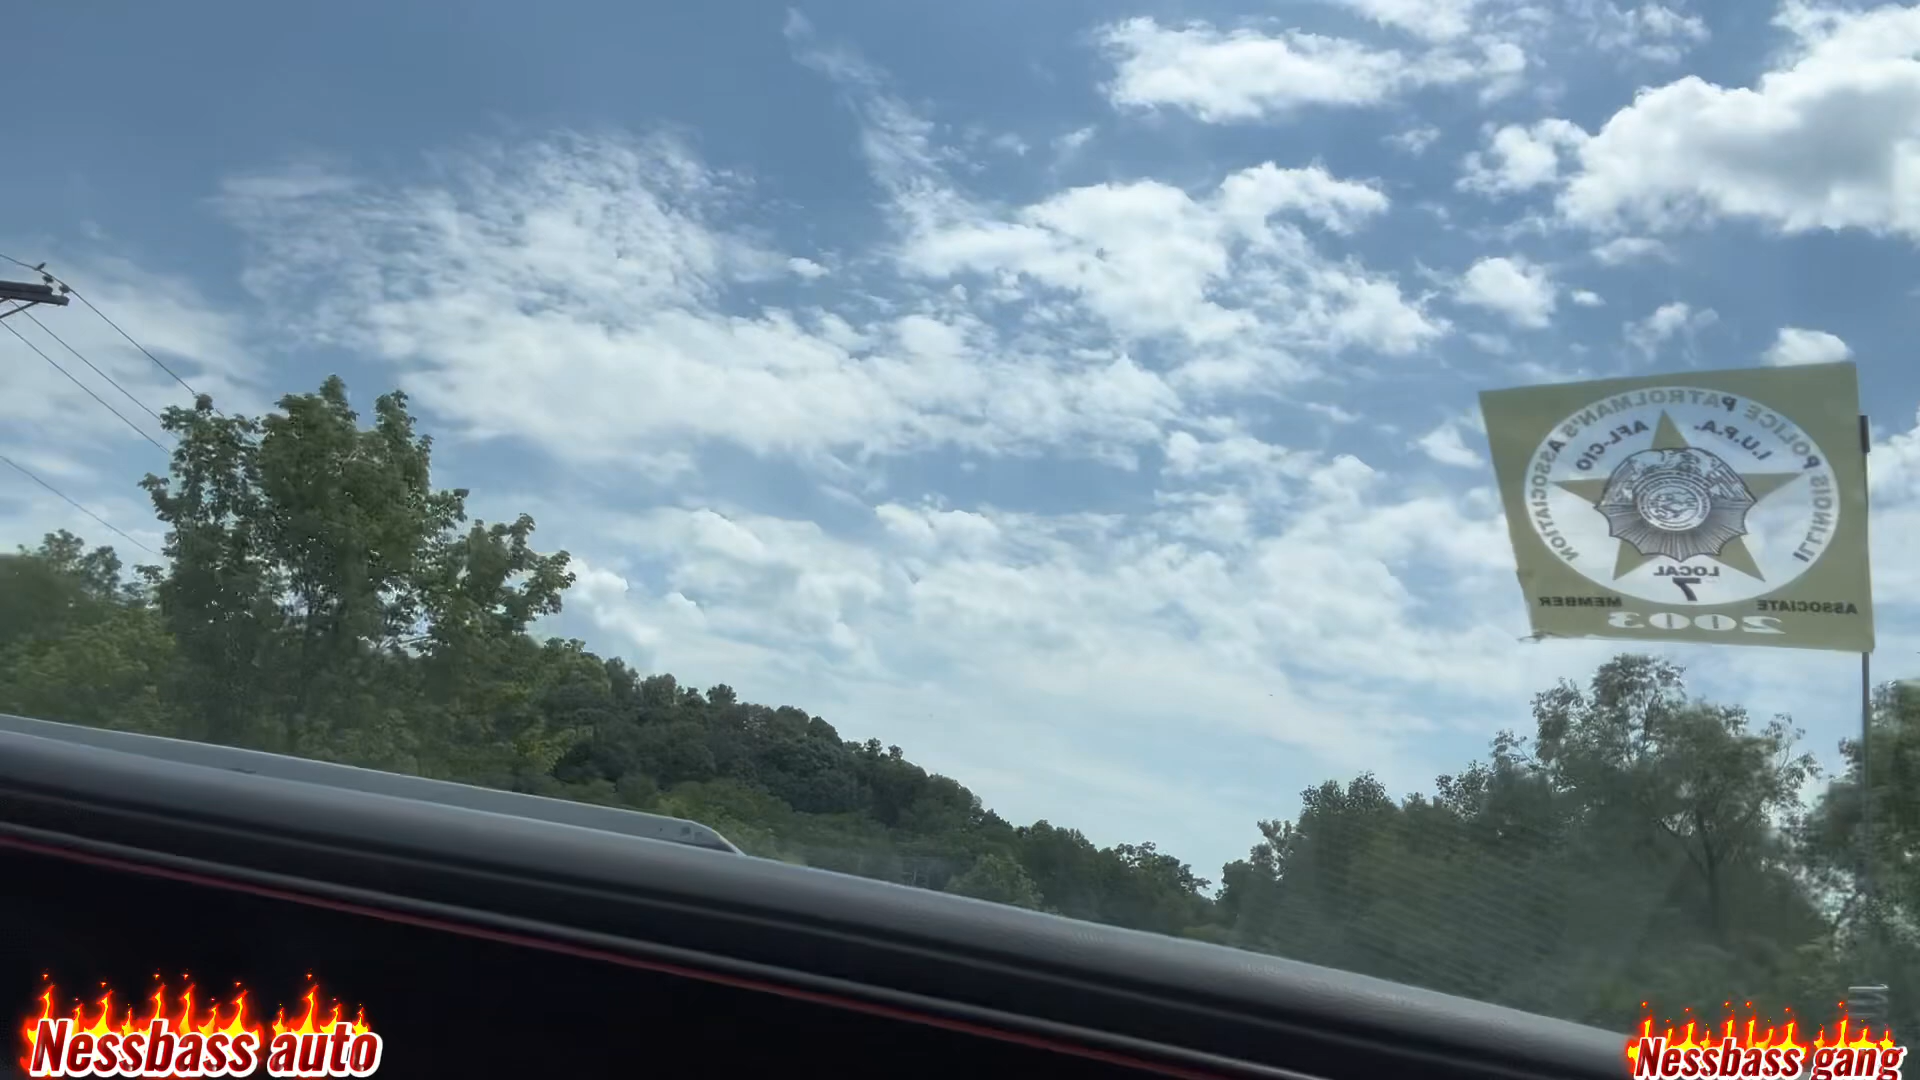 ILLINOIS POLICE PATROLMAN'S ASSOCIATION
I.U.P.A. AFL-CIO
LOCAL
7
ASSOCIATE MEMBER
2003
Nessbass auto
Nessbass gang